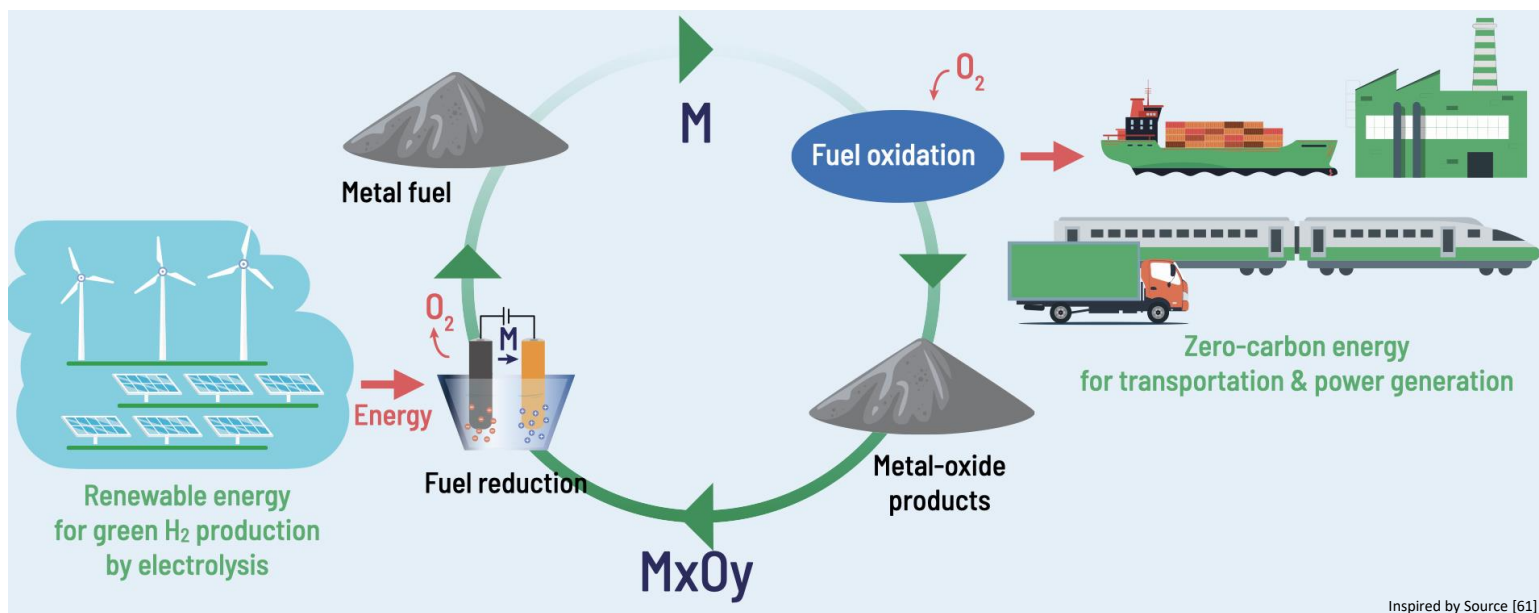 O₂
M
Fuel oxidation
Metal fuel
O₂
M
Energy
Zero-carbon energy
for transportation & power generation
Fuel reduction
Metal-oxide
products
Renewable energy
for green H₂ production
by electrolysis
MxOy
Inspired by Source [61]